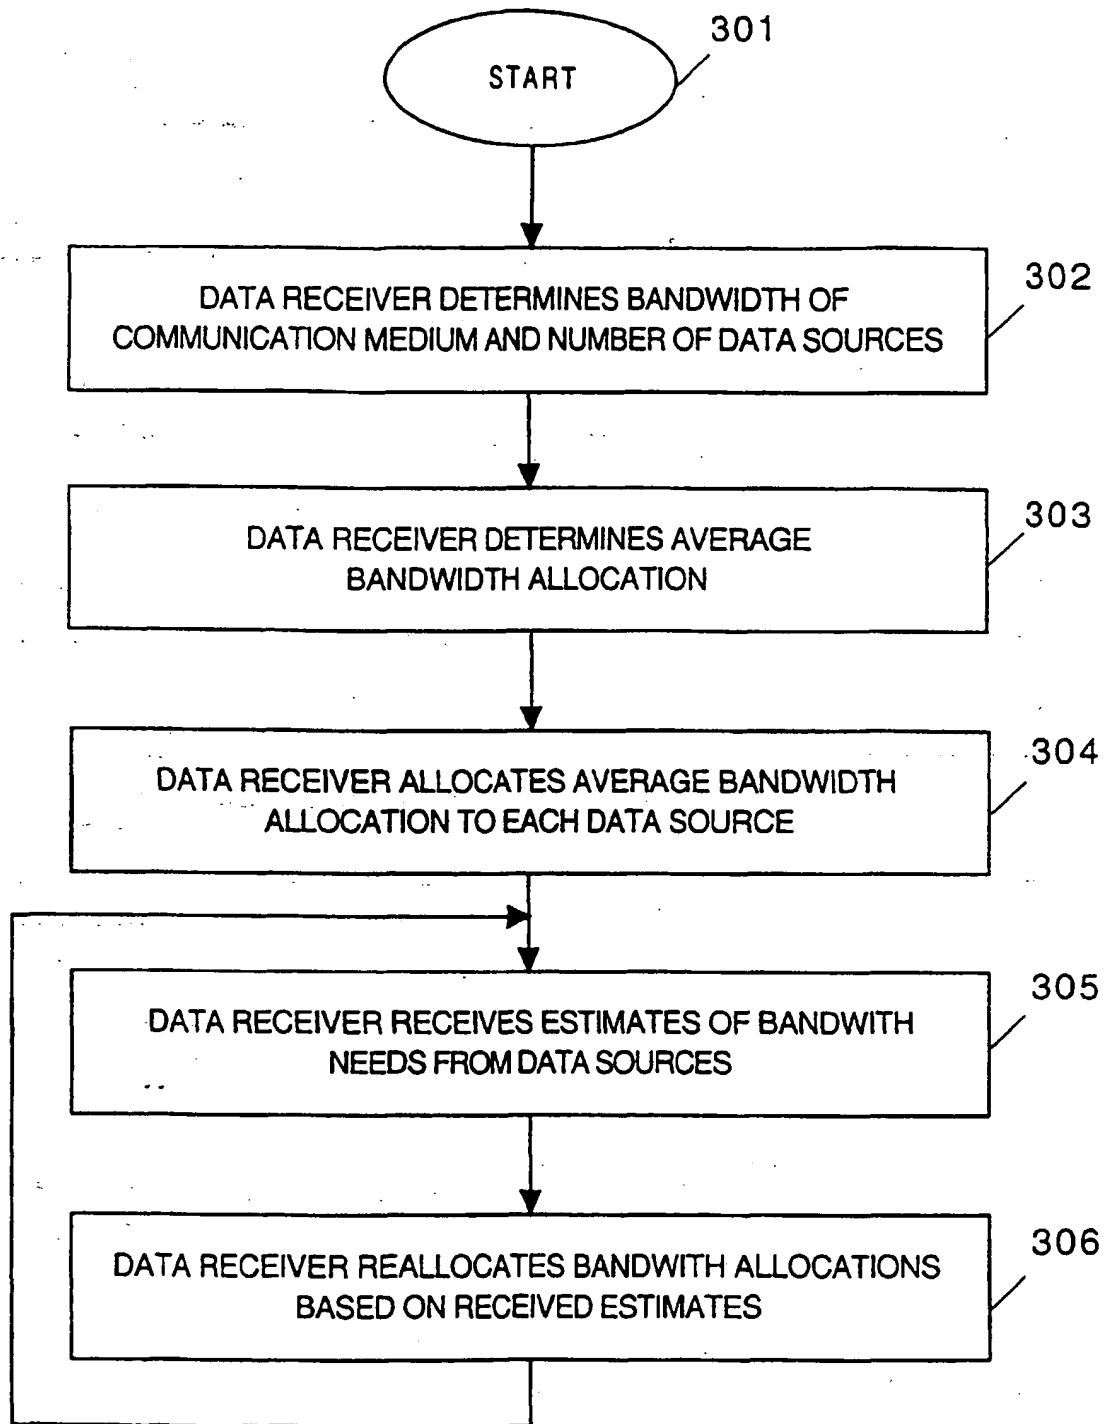 301
START
302
DATA RECEIVER DETERMINES BANDWIDTH OF
COMMUNICATION MEDIUM AND NUMBER OF DATA SOURCES
303
DATA RECEIVER DETERMINES AVERAGE
BANDWIDTH ALLOCATION
304
DATA RECEIVER ALLOCATES AVERAGE BANDWIDTH
ALLOCATION TO EACH DATA SOURCE
305
DATA RECEIVER RECEIVES ESTIMATES OF BANDWITH
NEEDS FROM DATA SOURCES
306
DATA RECEIVER REALLOCATES BANDWITH ALLOCATIONS
BASED ON RECEIVED ESTIMATES